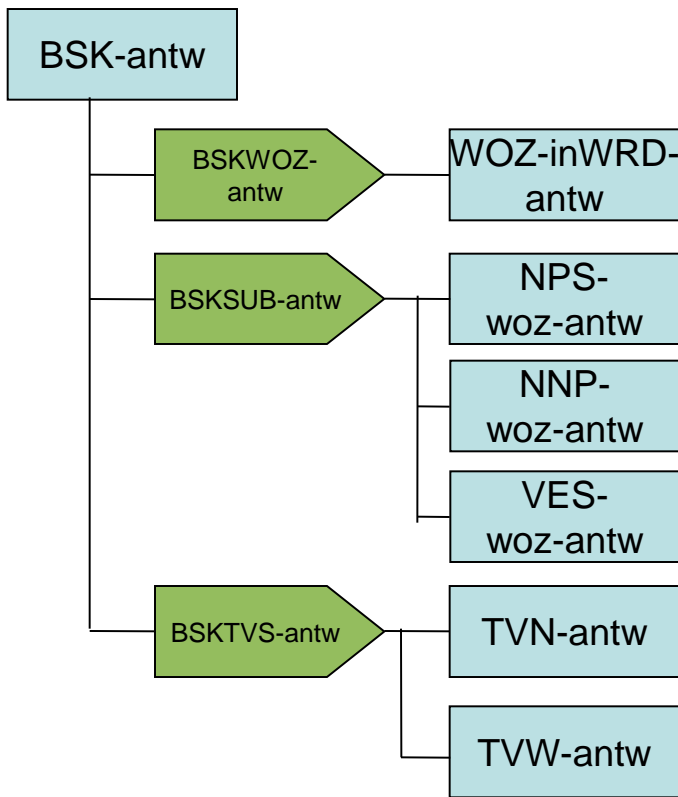 BSK-antw
BSKWOZ-
antw
WOZ-inWRD-
antw
BSKSUB-antw
NPS-
woz-antw
NNP-
woz-antw
VES-
woz-antw
BSKTVS-antw
TVN-antw
TVW-antw